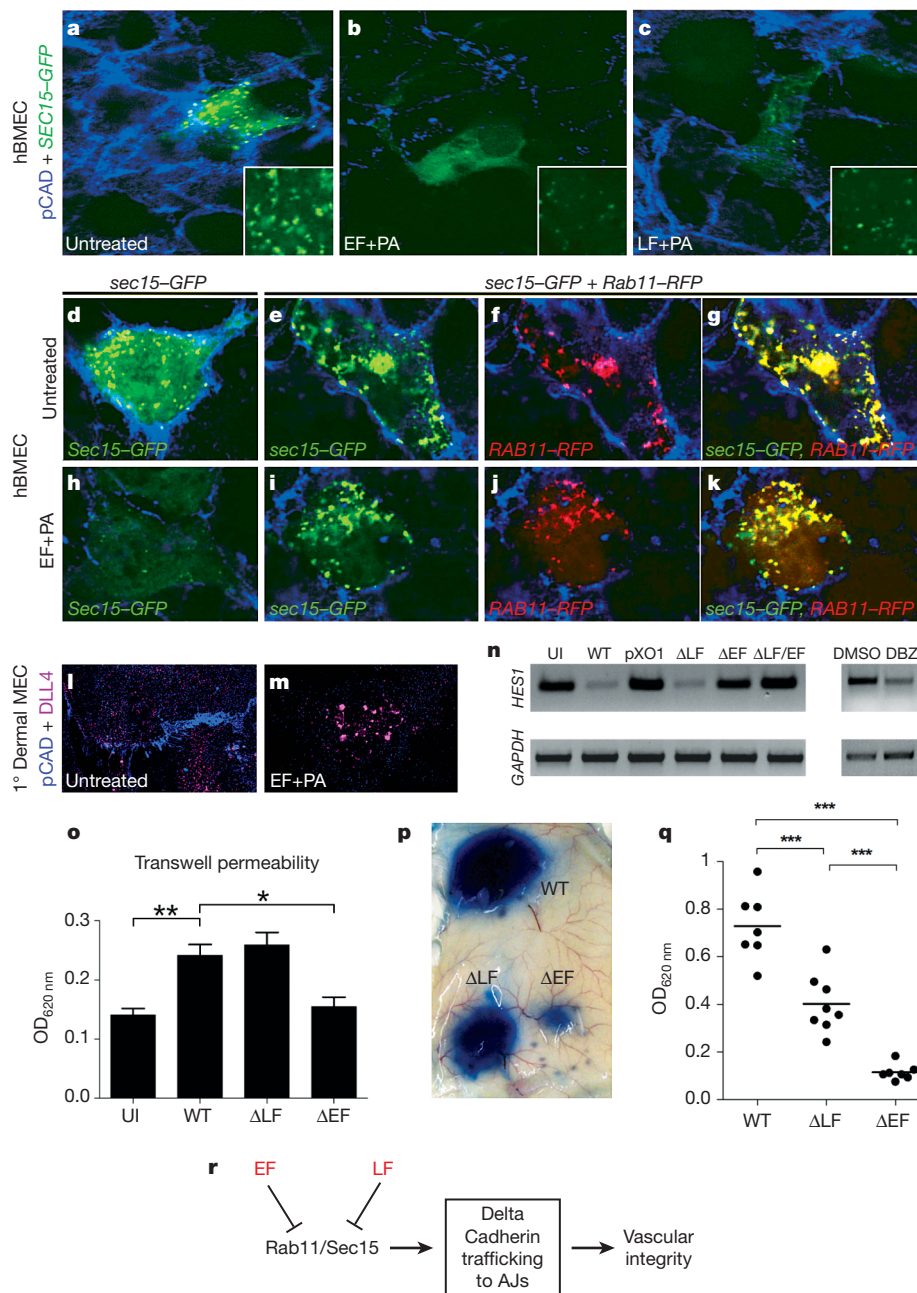 a
b
c
hBMEC
pCAD + SEC15–GFP
Untreated
EF+PA
LF+PA
sec15–GFP
sec15–GFP + Rab11–RFP
d
e
f
g
hBMEC
Untreated
Sec15–GFP
sec15–GFP
RAB11–RFP
sec15–GFP, RAB11–RFP
h
i
j
k
EF+PA
Sec15–GFP
sec15–GFP
RAB11–RFP
sec15–GFP, RAB11–RFP
l
m
1° Dermal MEC
pCAD + DLL4
Untreated
EF+PA
n
UI WT pXO1 ΔLF ΔEF ΔLF/EF DMSO DBZ
HES1
GAPDH
o
Transwell permeability
** *
0.3
0.2
0.1
0.0
OD620 nm
UI WT ΔLF ΔEF
p
WT
ΔLF ΔEF
q
***
*** ***
1
0.8
0.6
0.4
0.2
0
OD620 nm
WT ΔLF ΔEF
r
EF LF
Rab11/Sec15
Delta
Cadherin
trafficking
to AJs
Vascular
integrity